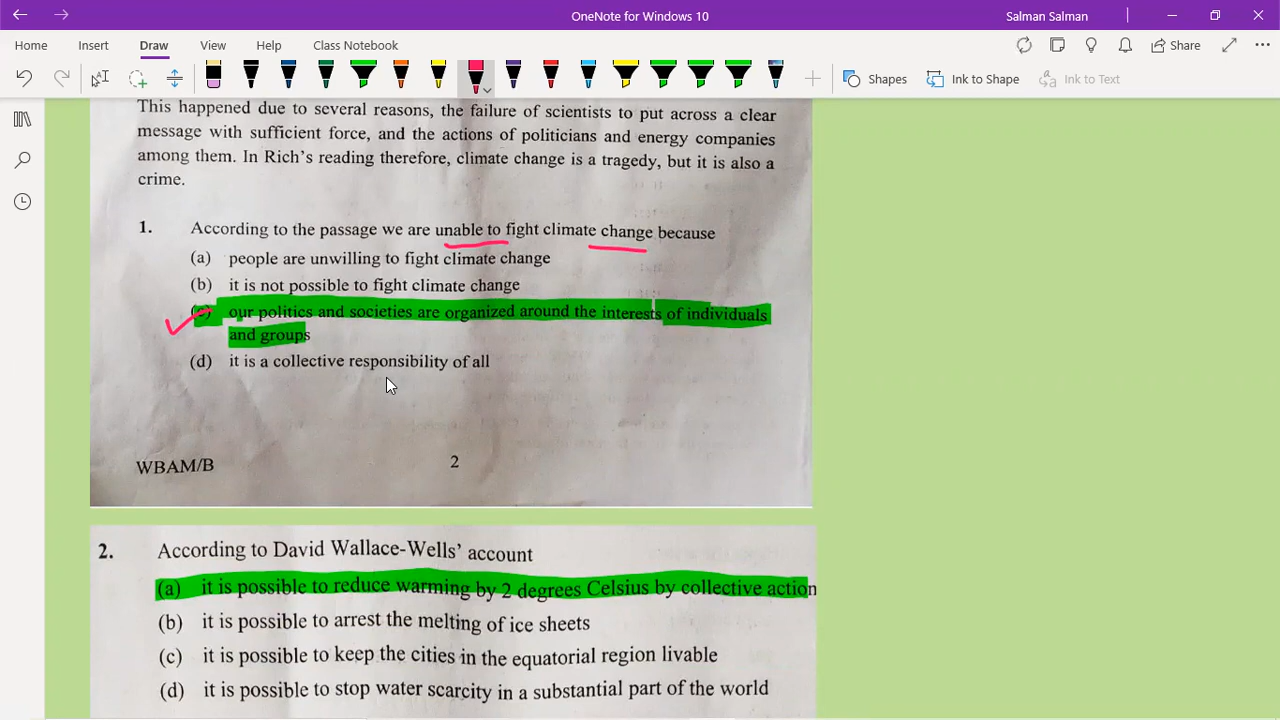 OneNote for Windows 10
Salman Salman
Home Insert Draw View Help Class Notebook
Share
Shapes Ink to Shape Ink to Text
This happened due to several reasons, the failure of scientists to put across a clear
message with sufficient force, and the actions of politicians and energy companies
among them. In Rich's reading therefore, climate change is a tragedy, but it is also a
crime.
1. According to the passage we are unable to fight climate change because
(a) people are unwilling to fight climate change
(b) it is not possible to fight climate change
(c) our politics and societies are organized around the interests of individuals
and groups
(d) it is a collective responsibility of all
WBAM/B 2
2. According to David Wallace-Wells' account
(a) it is possible to reduce warming by 2 degrees Celsius by collective action
(b) it is possible to arrest the melting of ice sheets
(c) it is possible to keep the cities in the equatorial region livable
(d) it is possible to stop water scarcity in a substantial part of the world